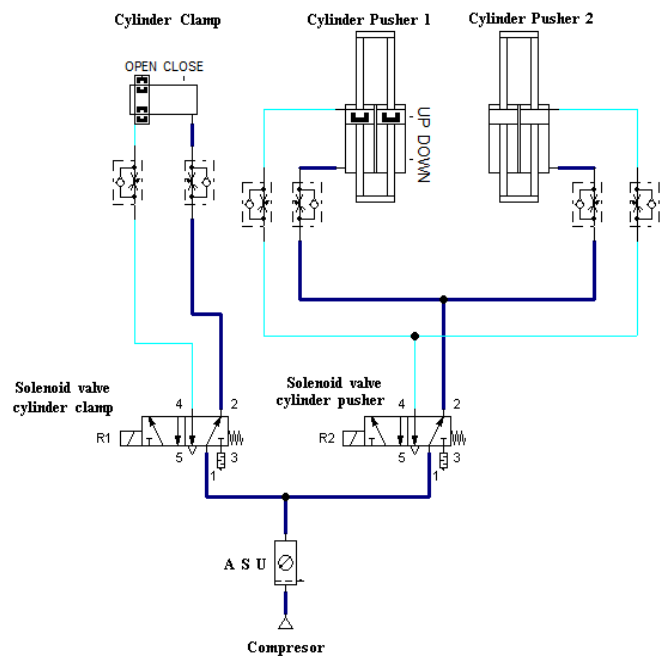 Cylinder Clamp
Cylinder Pusher 1
Cylinder Pusher 2
OPEN CLOSE
UP DOWN
Solenoid valve
cylinder clamp
Solenoid valve
cylinder pusher
4 2
4 2
R1
R2
5 3
5 3
1
1
A S U
Compresor